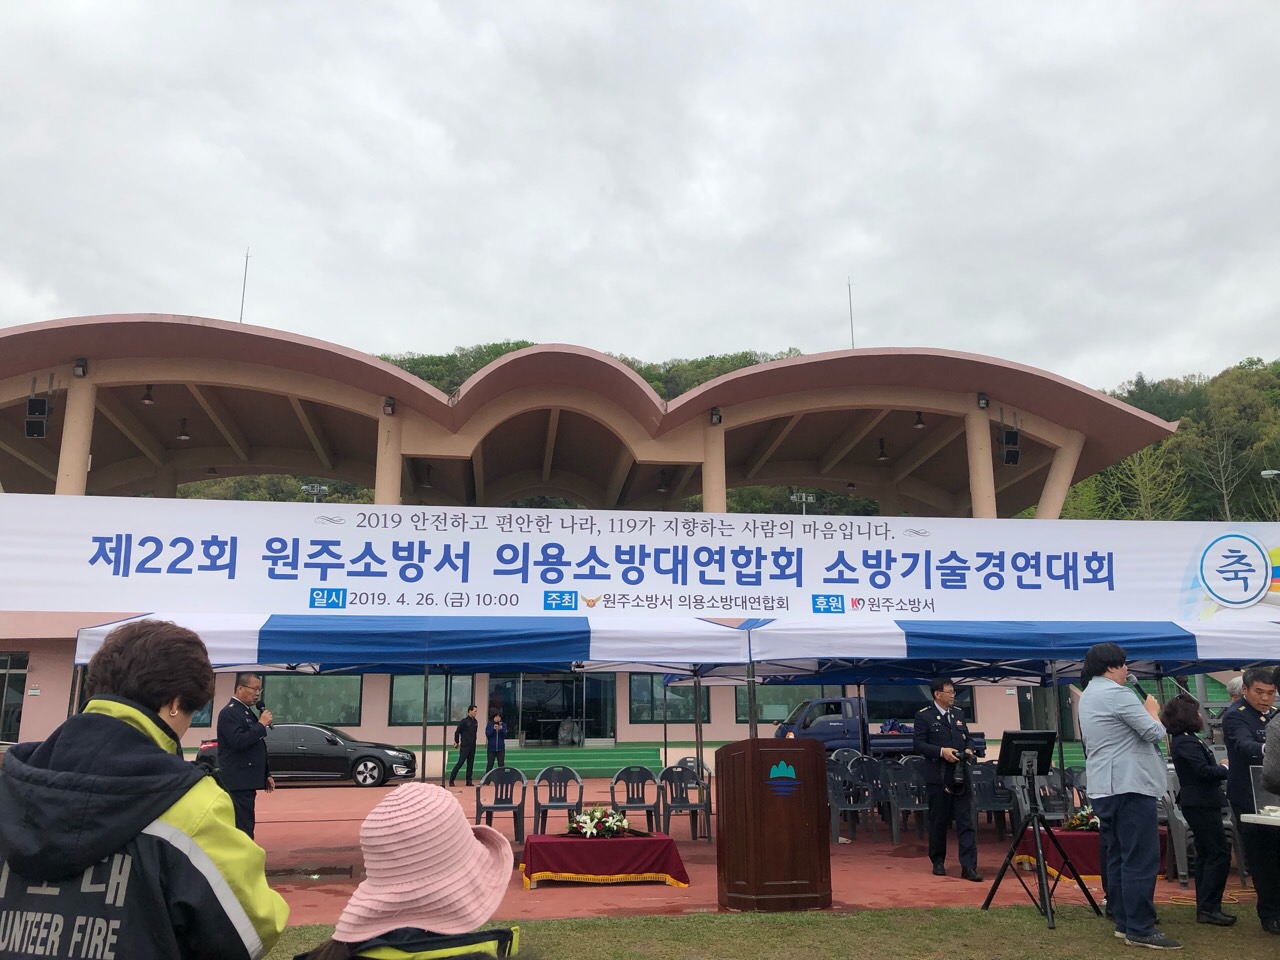 2019 안전하고 편안한 나라, 119가 지향하는 사람의 마음입니다.
제22회 원주소방서 의용소방대연합회 소방기술경연대회
축
일시 2019. 4. 26. (금) 10:00 주최 원주소방서 의용소방대연합회 후원 원주소방서
대
FIRE